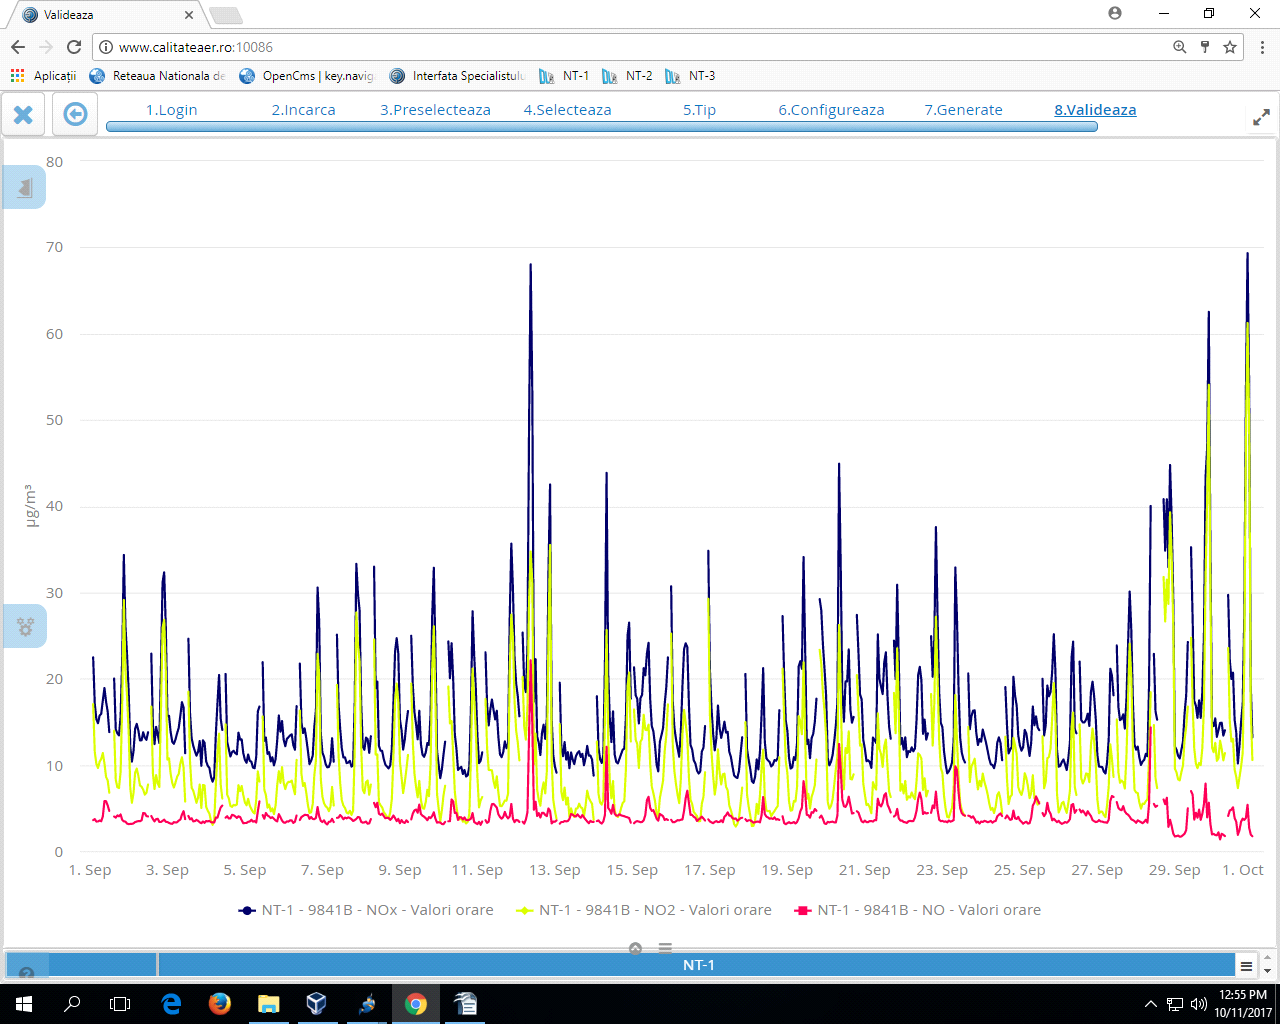 Valideaza
www.calitateaer.ro:10086
Aplicații Reteaua Nationala de OpenCms | key.navig Interfata Specialistulu NT-1 NT-2 NT-3
1.Login 2.Incarca 3.Preselecteaza 4.Selecteaza 5.Tip 6.Configureaza 7.Generate 8.Valideaza
80
70
60
50
40
30
20
10
0
µg/m³
1. Sep 3. Sep 5. Sep 7. Sep 9. Sep 11. Sep 13. Sep 15. Sep 17. Sep 19. Sep 21. Sep 23. Sep 25. Sep 27. Sep 29. Sep 1. Oct
NT-1 - 9841B - NOx - Valori orare NT-1 - 9841B - NO2 - Valori orare NT-1 - 9841B - NO - Valori orare
NT-1
12:55 PM
10/11/2017